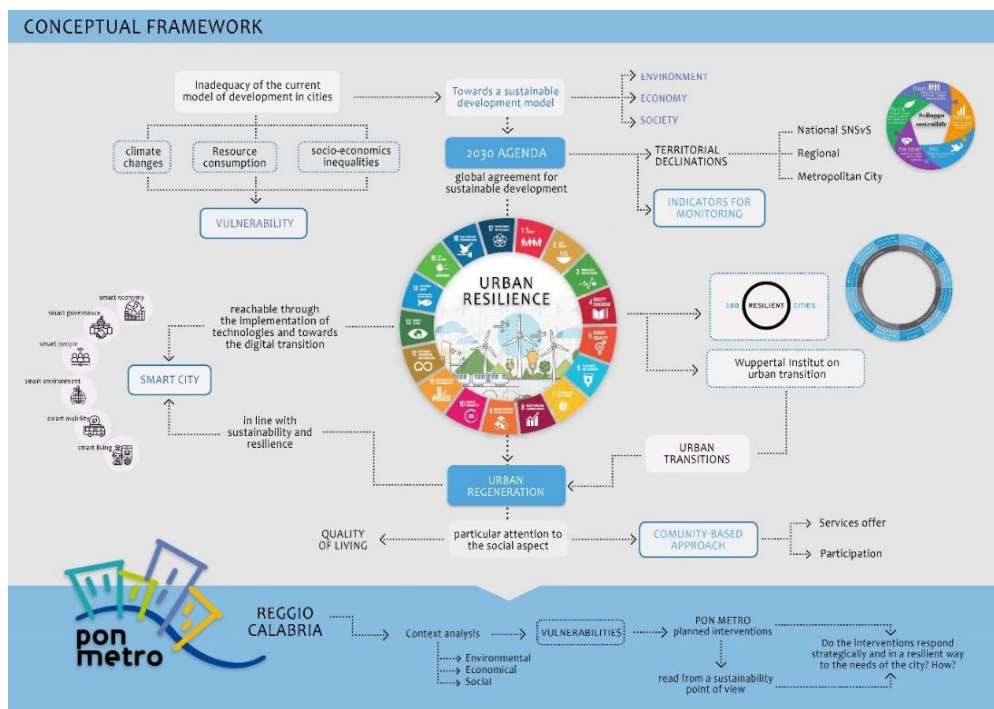 CONCEPTUAL FRAMEWORK
Inadequacy of the current
model of development in cities
Towards a sustainable
development model
ENVIRONMENT
ECONOMY
SOCIETY
climate
changes
Resource
consumption
socio-economics
inequalities
VULNERABILITY
2030 AGENDA
global agreement for
sustainable development
TERRITORIAL
DECLINATIONS
National SNSvS
Regional
Metropolitan City
INDICATORS FOR
MONITORING
Sviluppo
sostenibile
URBAN
RESILIENCE
reachable through
the implementation of
technologies and towards
the digital transition
smart economy
smart governance
smart people
smart environment
smart mobility
smart living
SMART CITY
in line with
sustainability and
resilience
100 RESILIENT CITIES
Wuppertal Institut on
urban transition
URBAN
TRANSITIONS
URBAN
REGENERATION
QUALITY
OF LIVING
particular attention to
the social aspect
COMUNITY-BASED
APPROACH
Services offer
Participation
pon
metro
REGGIO
CALABRIA
Context analysis
Environmental
Economical
Social
VULNERABILITIES
PON METRO
planned interventions
read from a sustainability
point of view
Do the interventions respond
strategically and in a resilient way
to the needs of the city? How?